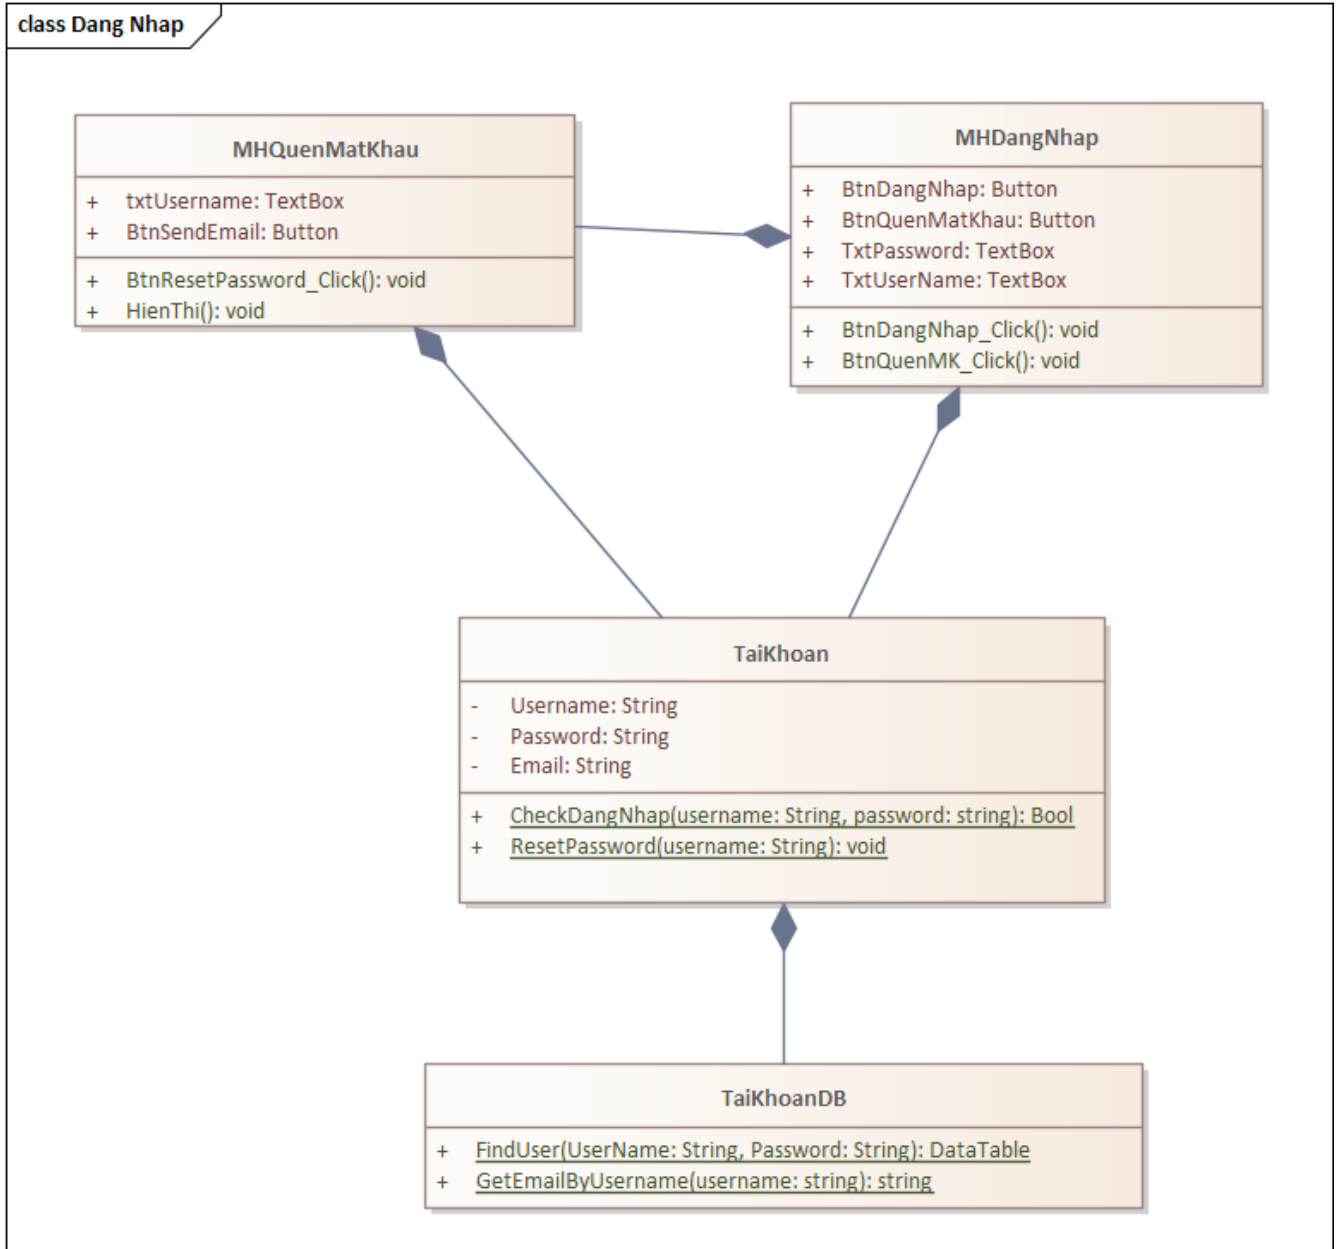 class Dang Nhap
MHQuenMatKhau
+ txtUsername: TextBox
+ BtnSendEmail: Button
+ BtnResetPassword_Click(): void
+ HienThi(): void
MHDangNhap
+ BtnDangNhap: Button
+ BtnQuenMatKhau: Button
+ TxtPassword: TextBox
+ TxtUserName: TextBox
+ BtnDangNhap_Click(): void
+ BtnQuenMK_Click(): void
TaiKhoan
- Username: String
- Password: String
- Email: String
+ CheckDangNhap(username: String, password: string): Bool
+ ResetPassword(username: String): void
TaiKhoanDB
+ FindUser(UserName: String, Password: String): DataTable
+ GetEmailByUsername(username: string): string